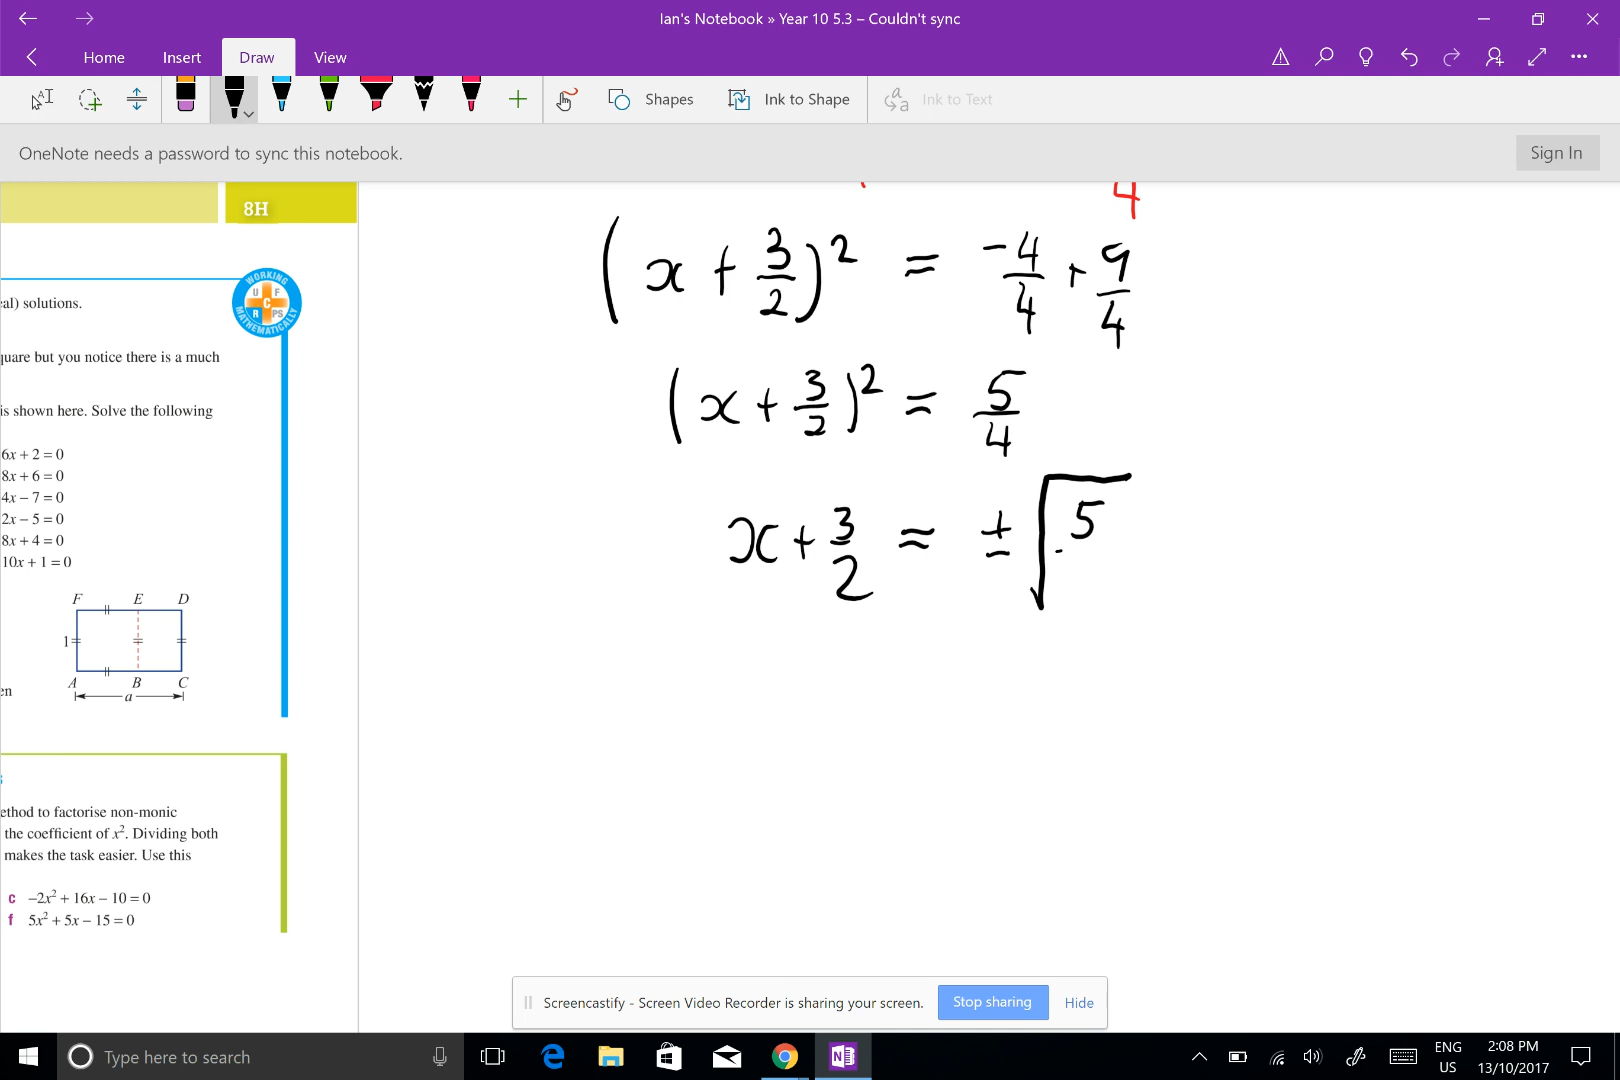 Ian's Notebook » Year 10 5.3 – Couldn't sync
Home Insert Draw View
Shapes Ink to Shape Ink to Text
OneNote needs a password to sync this notebook. Sign In
8H
WORKING
U F
C
R PS
MATHEMATICALLY
al) solutions.
quare but you notice there is a much
is shown here. Solve the following
6x + 2 = 0
8x + 6 = 0
4x − 7 = 0
2x − 5 = 0
8x + 4 = 0
10x + 1 = 0
F E D
1
A B C
a
en
ethod to factorise non-monic
the coefficient of x². Dividing both
makes the task easier. Use this
c −2x² + 16x − 10 = 0
f 5x² + 5x − 15 = 0
4
(x + 3/2)² = -4/4 + 9/4
(x + 3/2)² = 5/4
x + 3/2 = ± √5
Screencastify - Screen Video Recorder is sharing your screen. Stop sharing Hide
Type here to search
ENG
US
2:08 PM
13/10/2017